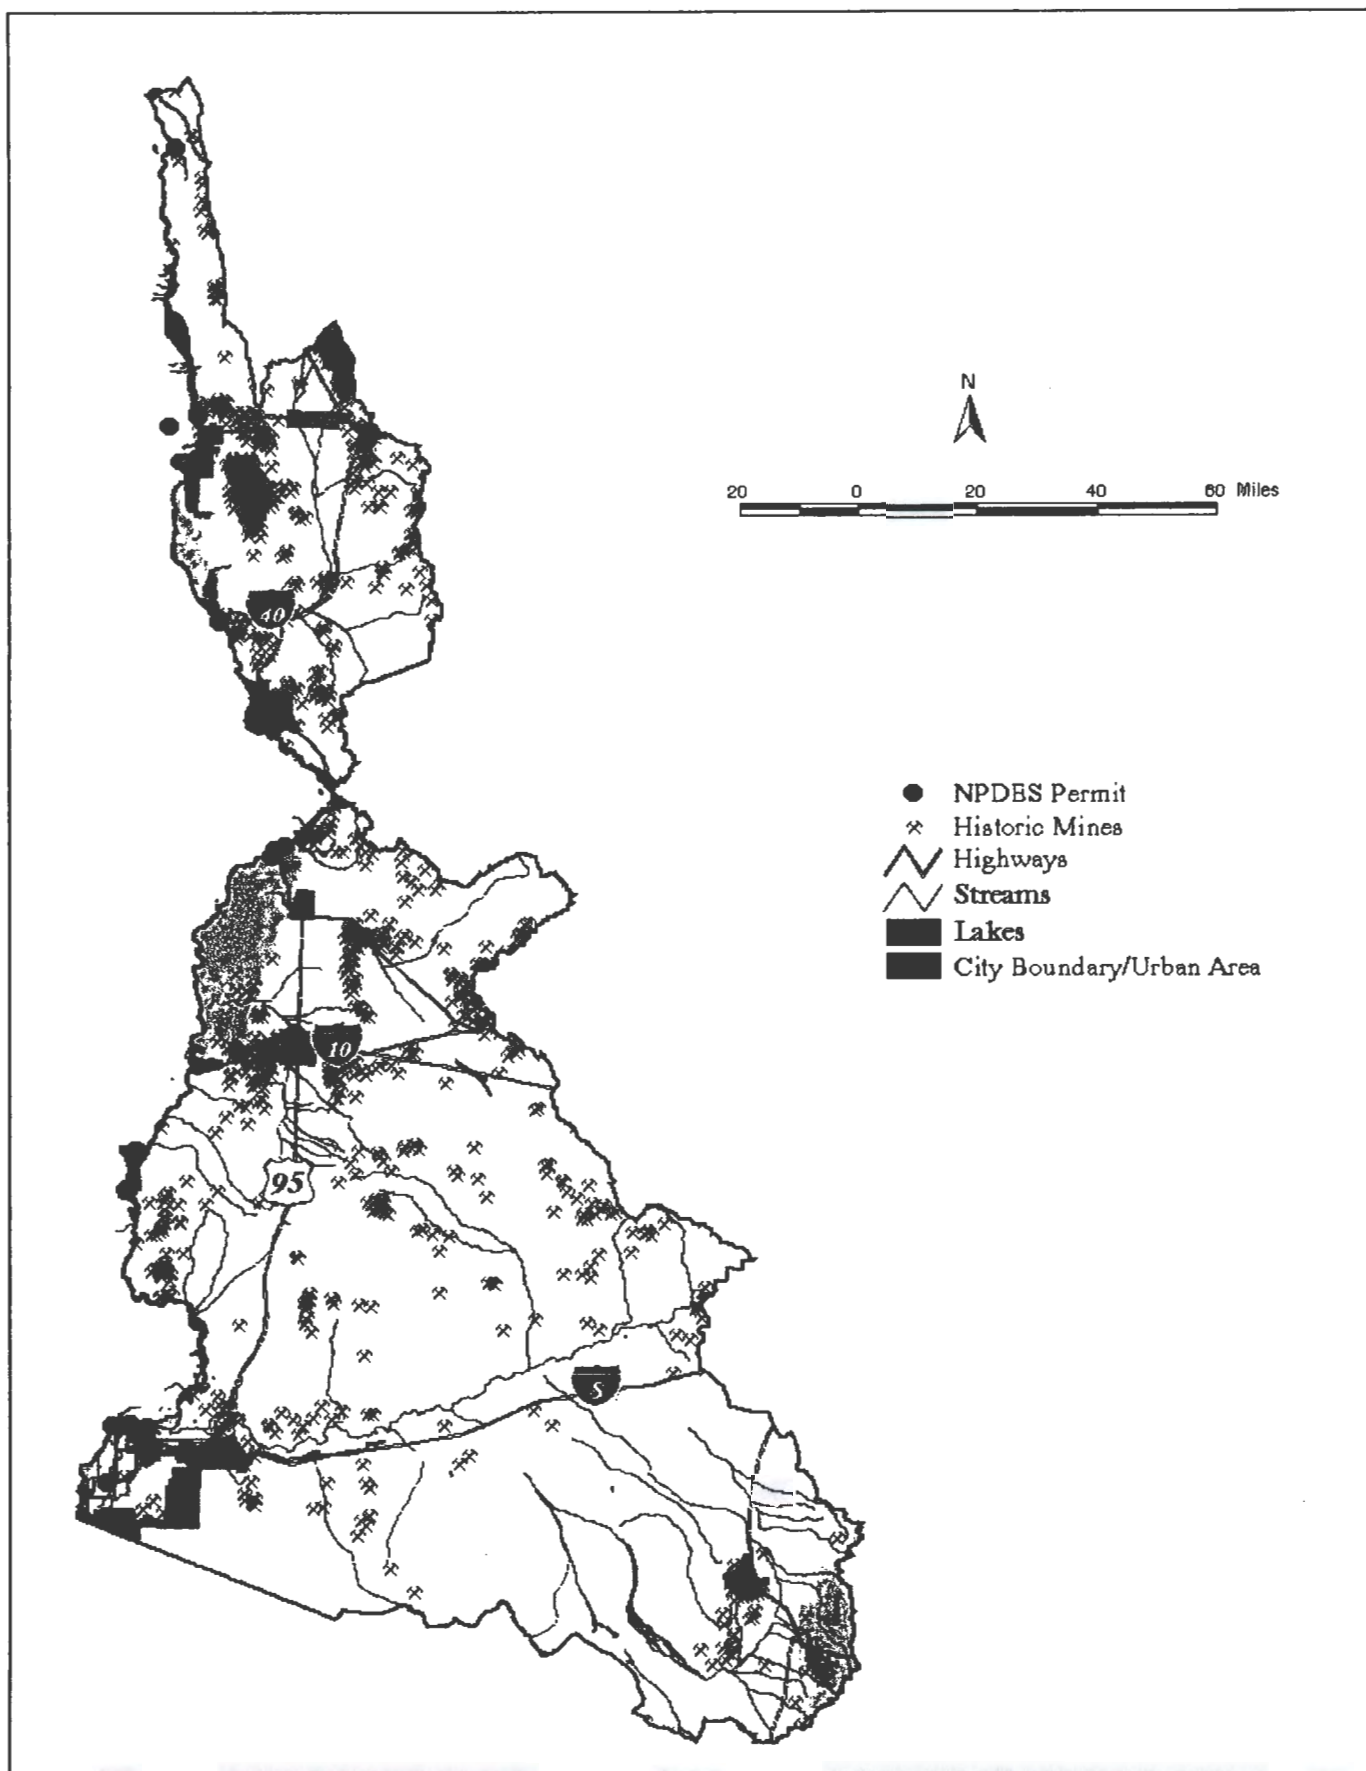 N
20 0 20 40 60 Miles
40
NPDES Permit
Historic Mines
Highways
Streams
Lakes
City Boundary/Urban Area
10
95
5